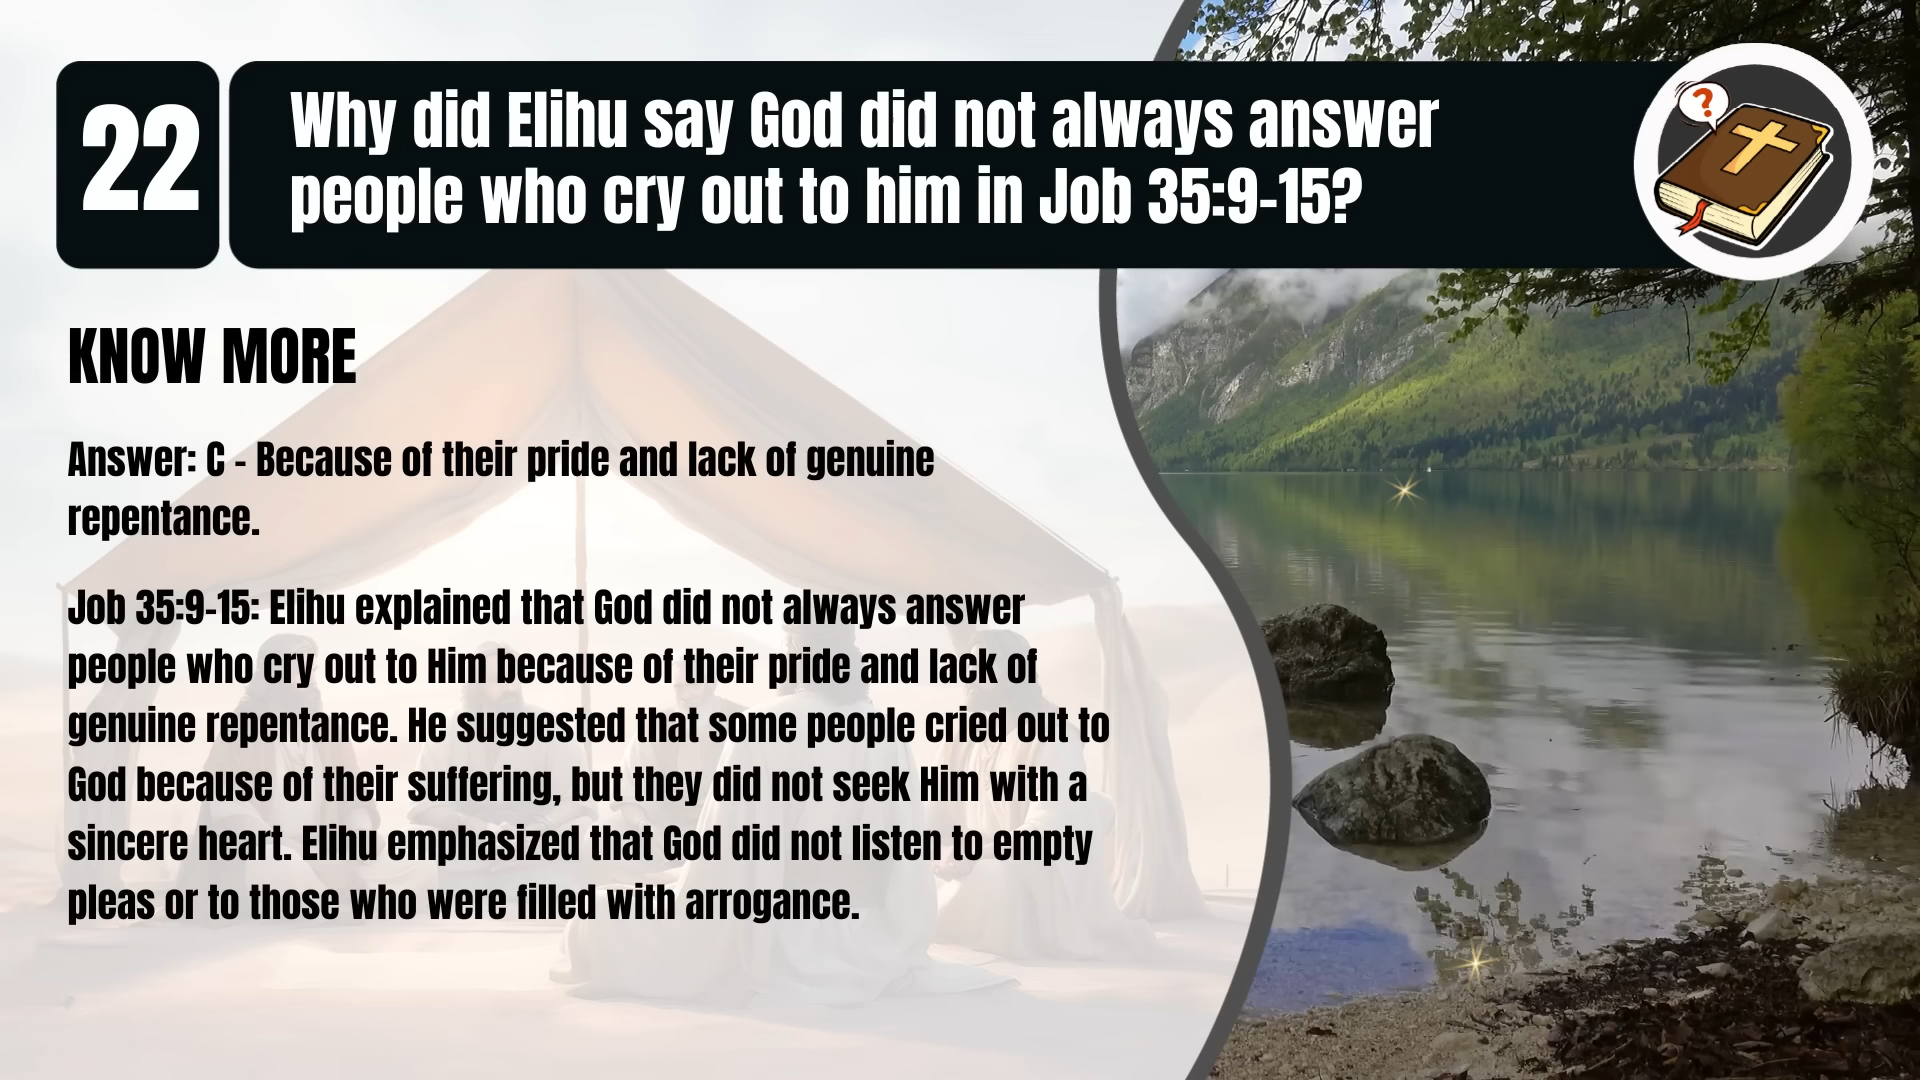 22
Why did Elihu say God did not always answer
people who cry out to him in Job 35:9-15?
?
KNOW MORE
Answer: C - Because of their pride and lack of genuine
repentance.
Job 35:9-15: Elihu explained that God did not always answer
people who cry out to Him because of their pride and lack of
genuine repentance. He suggested that some people cried out to
God because of their suffering, but they did not seek Him with a
sincere heart. Elihu emphasized that God did not listen to empty
pleas or to those who were filled with arrogance.